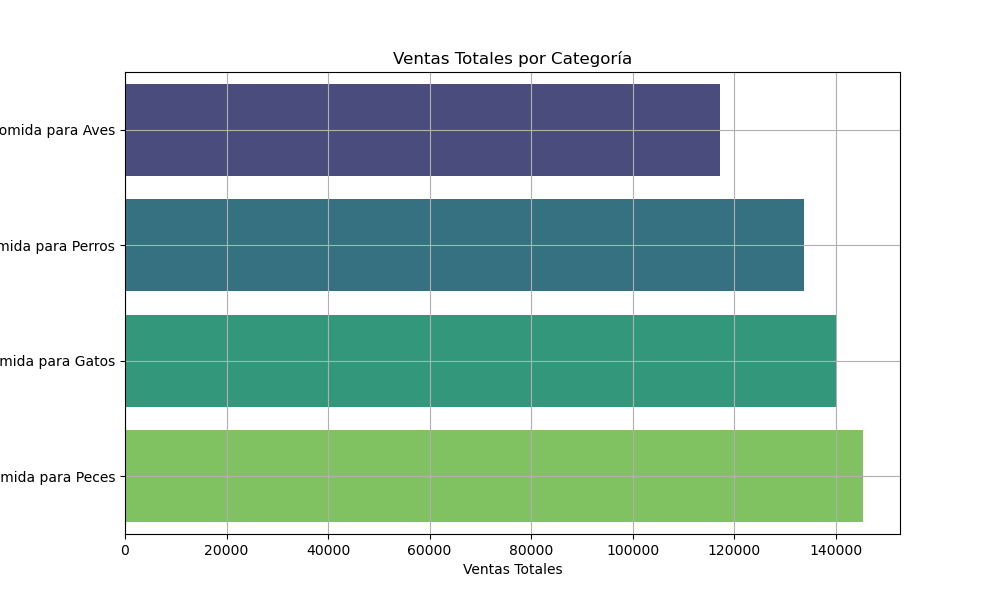 Ventas Totales por Categoría
omida para Aves
mida para Perros
mida para Gatos
mida para Peces
0 20000 40000 60000 80000 100000 120000 140000
Ventas Totales